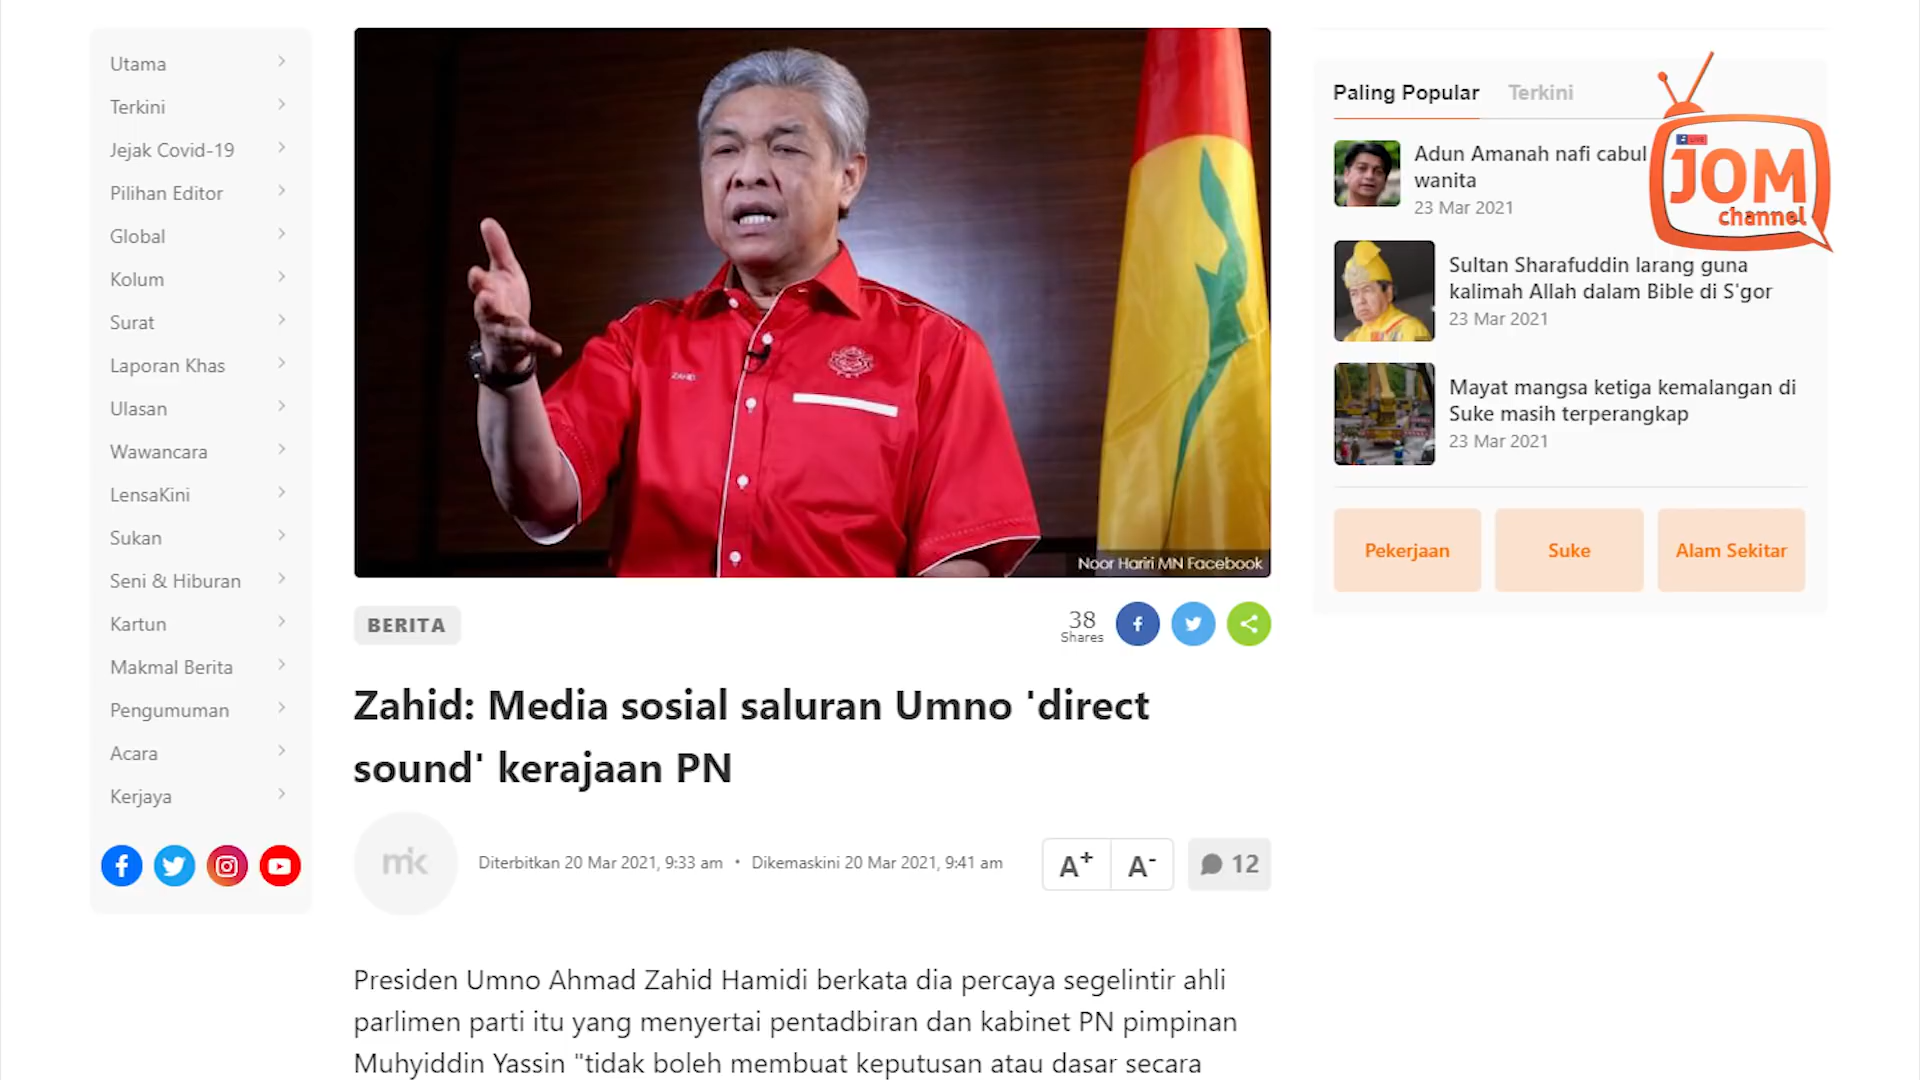 Utama
Terkini
Jejak Covid-19
Pilihan Editor
Global
Kolum
Surat
Laporan Khas
Ulasan
Wawancara
LensaKini
Sukan
Seni & Hiburan
Kartun
Makmal Berita
Pengumuman
Acara
Kerjaya
ZAHID
Noor Hariri MN Facebook
BERITA
38
Shares
Zahid: Media sosial saluran Umno 'direct
sound' kerajaan PN
mk
Diterbitkan 20 Mar 2021, 9:33 am • Dikemaskini 20 Mar 2021, 9:41 am
A+ A-
12
Presiden Umno Ahmad Zahid Hamidi berkata dia percaya segelintir ahli
parlimen parti itu yang menyertai pentadbiran dan kabinet PN pimpinan
Muhyiddin Yassin "tidak boleh membuat keputusan atau dasar secara
Paling Popular Terkini
Adun Amanah nafi cabul
wanita
23 Mar 2021
Sultan Sharafuddin larang guna
kalimah Allah dalam Bible di S'gor
23 Mar 2021
Mayat mangsa ketiga kemalangan di
Suke masih terperangkap
23 Mar 2021
Pekerjaan
Suke
Alam Sekitar
LIVE
JOM
channel